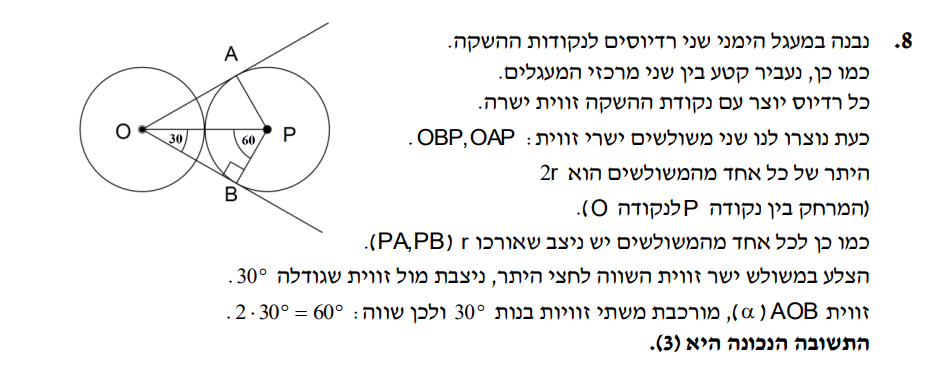 8. נבנה במעגל הימני שני רדיוסים לנקודות ההשקה.
כמו כן, נעביר קטע בין שני מרכזי המעגלים.
כל רדיוס יוצר עם נקודת ההשקה זווית ישרה.
כעת נוצרו לנו שני משולשים ישרי זווית: OBP, OAP.
היתר של כל אחד מהמשולשים הוא 2r
(המרחק בין נקודה P לנקודה O).
כמו כן לכל אחד מהמשולשים יש ניצב שאורכו r (PA,PB).
הצלע במשולש ישר זווית השווה לחצי היתר, ניצבת מול זווית שגודלה 30°.
זווית AOB (α), מורכבת משתי זוויות בנות 30° ולכן שווה: 2·30° = 60°.
התשובה הנכונה היא (3).
A
O
30
60
P
B